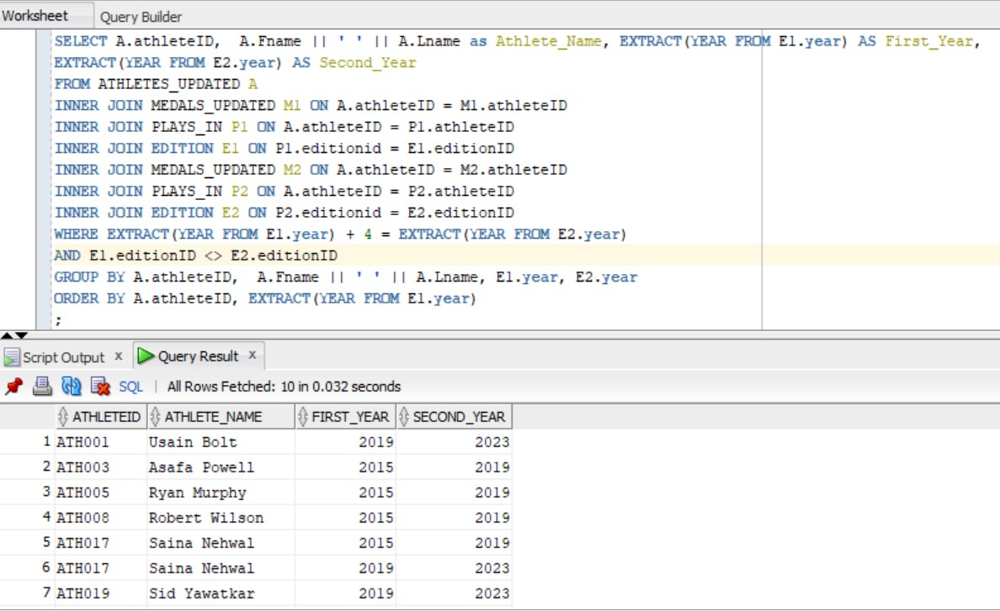 Worksheet Query Builder
SELECT A.athleteID,  A.Fname || ' ' || A.Lname as Athlete_Name, EXTRACT(YEAR FROM E1.year) AS First_Year,
EXTRACT(YEAR FROM E2.year) AS Second_Year
FROM ATHLETES_UPDATED A
INNER JOIN MEDALS_UPDATED M1 ON A.athleteID = M1.athleteID
INNER JOIN PLAYS_IN P1 ON A.athleteID = P1.athleteID
INNER JOIN EDITION E1 ON P1.editionid = E1.editionID
INNER JOIN MEDALS_UPDATED M2 ON A.athleteID = M2.athleteID
INNER JOIN PLAYS_IN P2 ON A.athleteID = P2.athleteID
INNER JOIN EDITION E2 ON P2.editionid = E2.editionID
WHERE EXTRACT(YEAR FROM E1.year) + 4 = EXTRACT(YEAR FROM E2.year)
AND E1.editionID <> E2.editionID
GROUP BY A.athleteID,  A.Fname || ' ' || A.Lname, E1.year, E2.year
ORDER BY A.athleteID, EXTRACT(YEAR FROM E1.year)
;
Script Output x Query Result x
SQL | All Rows Fetched: 10 in 0.032 seconds
ATHLETEID ATHLETE_NAME FIRST_YEAR SECOND_YEAR
1 ATH001 Usain Bolt 2019 2023
2 ATH003 Asafa Powell 2015 2019
3 ATH005 Ryan Murphy 2015 2019
4 ATH008 Robert Wilson 2015 2019
5 ATH017 Saina Nehwal 2015 2019
6 ATH017 Saina Nehwal 2019 2023
7 ATH019 Sid Yawatkar 2019 2023